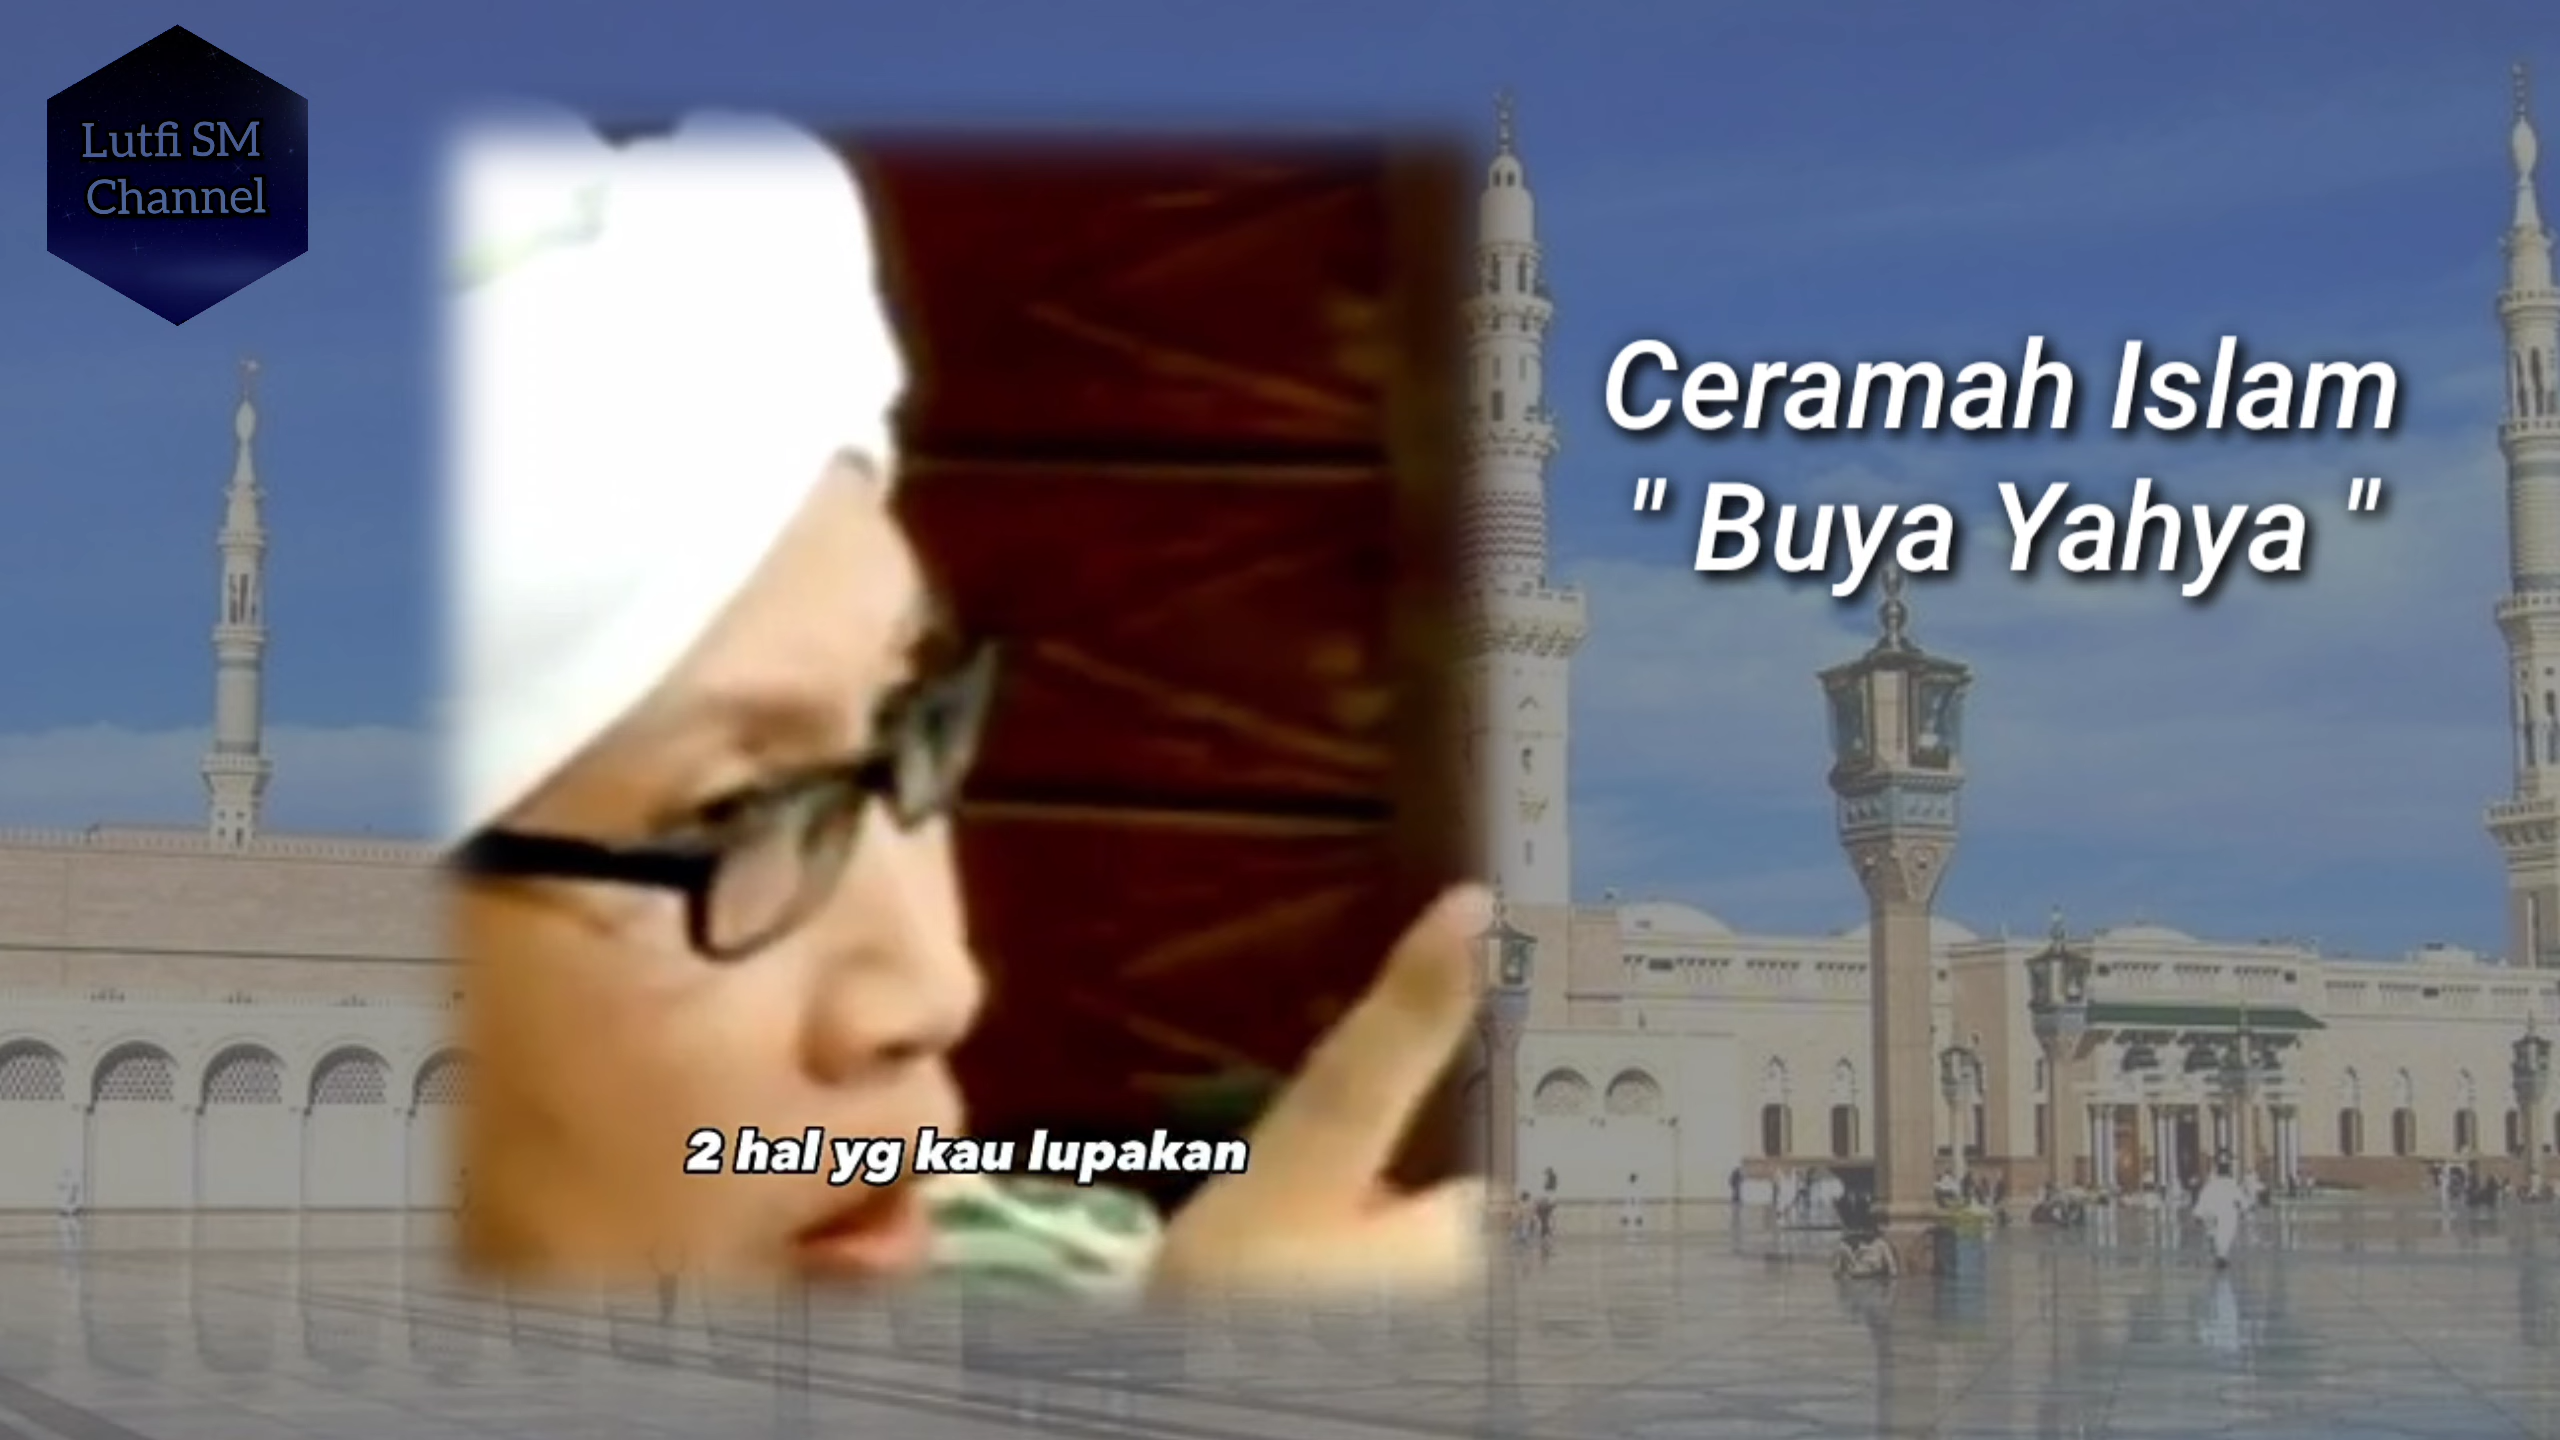 Lutfi SM
Channel
Ceramah Islam
" Buya Yahya "
2 hal yg kau lupakan